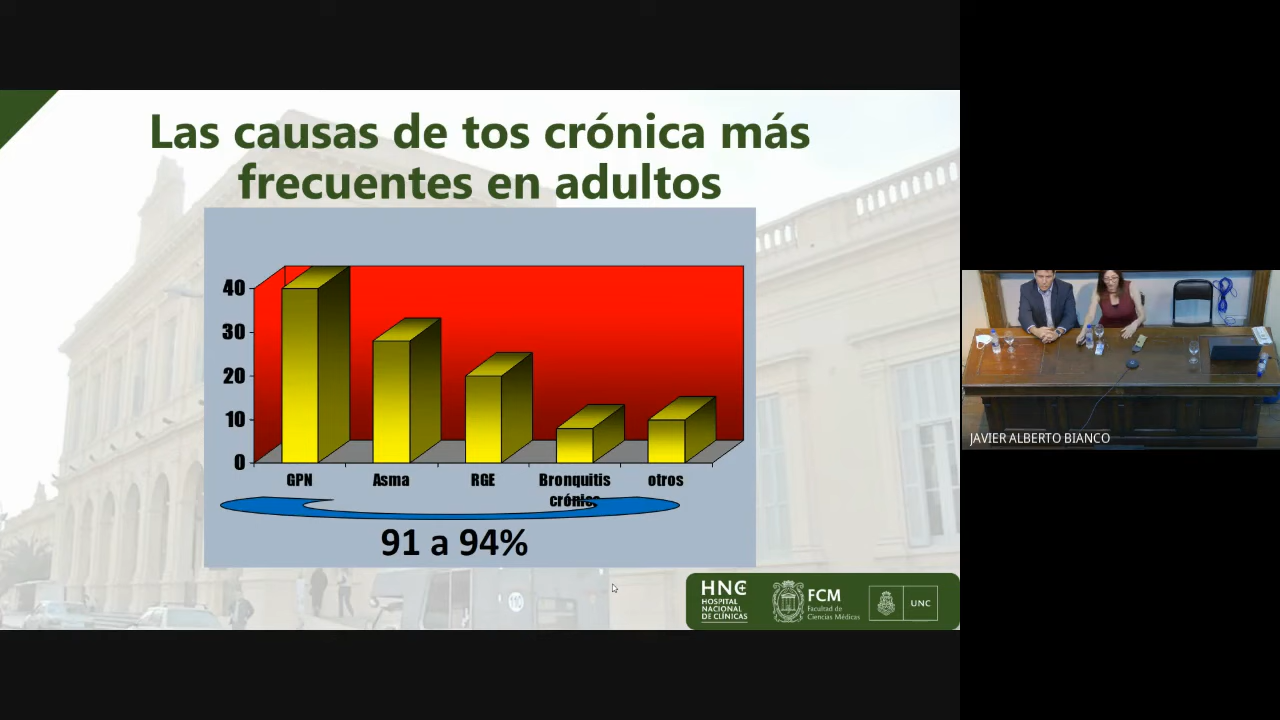 Las causas de tos crónica más
frecuentes en adultos
40
30
20
10
0
GPN
Asma
RGE
Bronquitis
crónica
otros
91 a 94%
HNC
HOSPITAL
NACIONAL
DE CLÍNICAS
FCM
Facultad de
Ciencias Médicas
UNC
JAVIER ALBERTO BIANCO